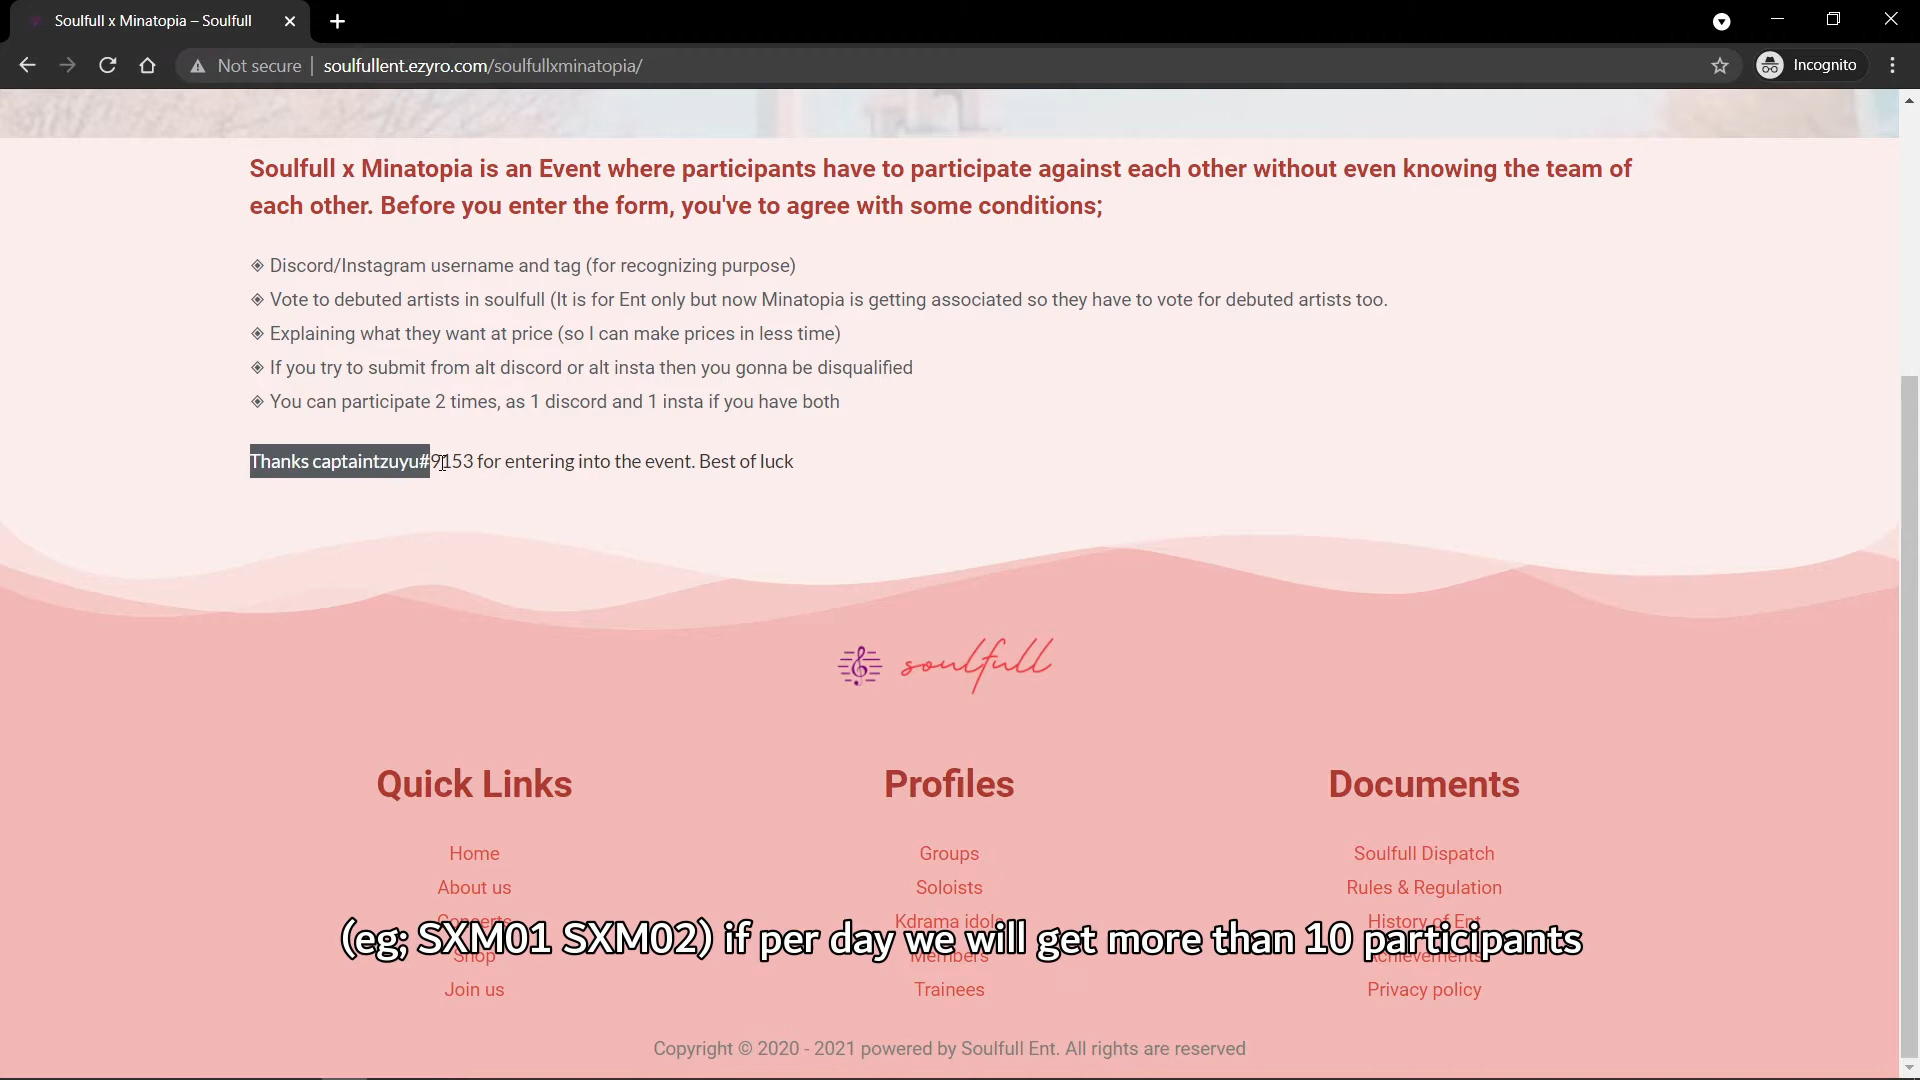 Soulfull x Minatopia – Soulfull
Not secure
soulfullent.ezyro.com/soulfullxminatopia/
Incognito
Soulfull x Minatopia is an Event where participants have to participate against each other without even knowing the team of
each other. Before you enter the form, you've to agree with some conditions;
◈ Discord/Instagram username and tag (for recognizing purpose)
◈ Vote to debuted artists in soulfull (It is for Ent only but now Minatopia is getting associated so they have to vote for debuted artists too.
◈ Explaining what they want at price (so I can make prices in less time)
◈ If you try to submit from alt discord or alt insta then you gonna be disqualified
◈ You can participate 2 times, as 1 discord and 1 insta if you have both
Thanks captaintzuyu#9153 for entering into the event. Best of luck
soulfull
Quick Links
Home
About us
Concerts
Shop
Join us
Profiles
Groups
Soloists
Kdrama idols
Members
Trainees
Documents
Soulfull Dispatch
Rules & Regulation
History of Ent
Achievements
Privacy policy
(eg; SXM01 SXM02) if per day we will get more than 10 participants
Copyright © 2020 - 2021 powered by Soulfull Ent. All rights are reserved